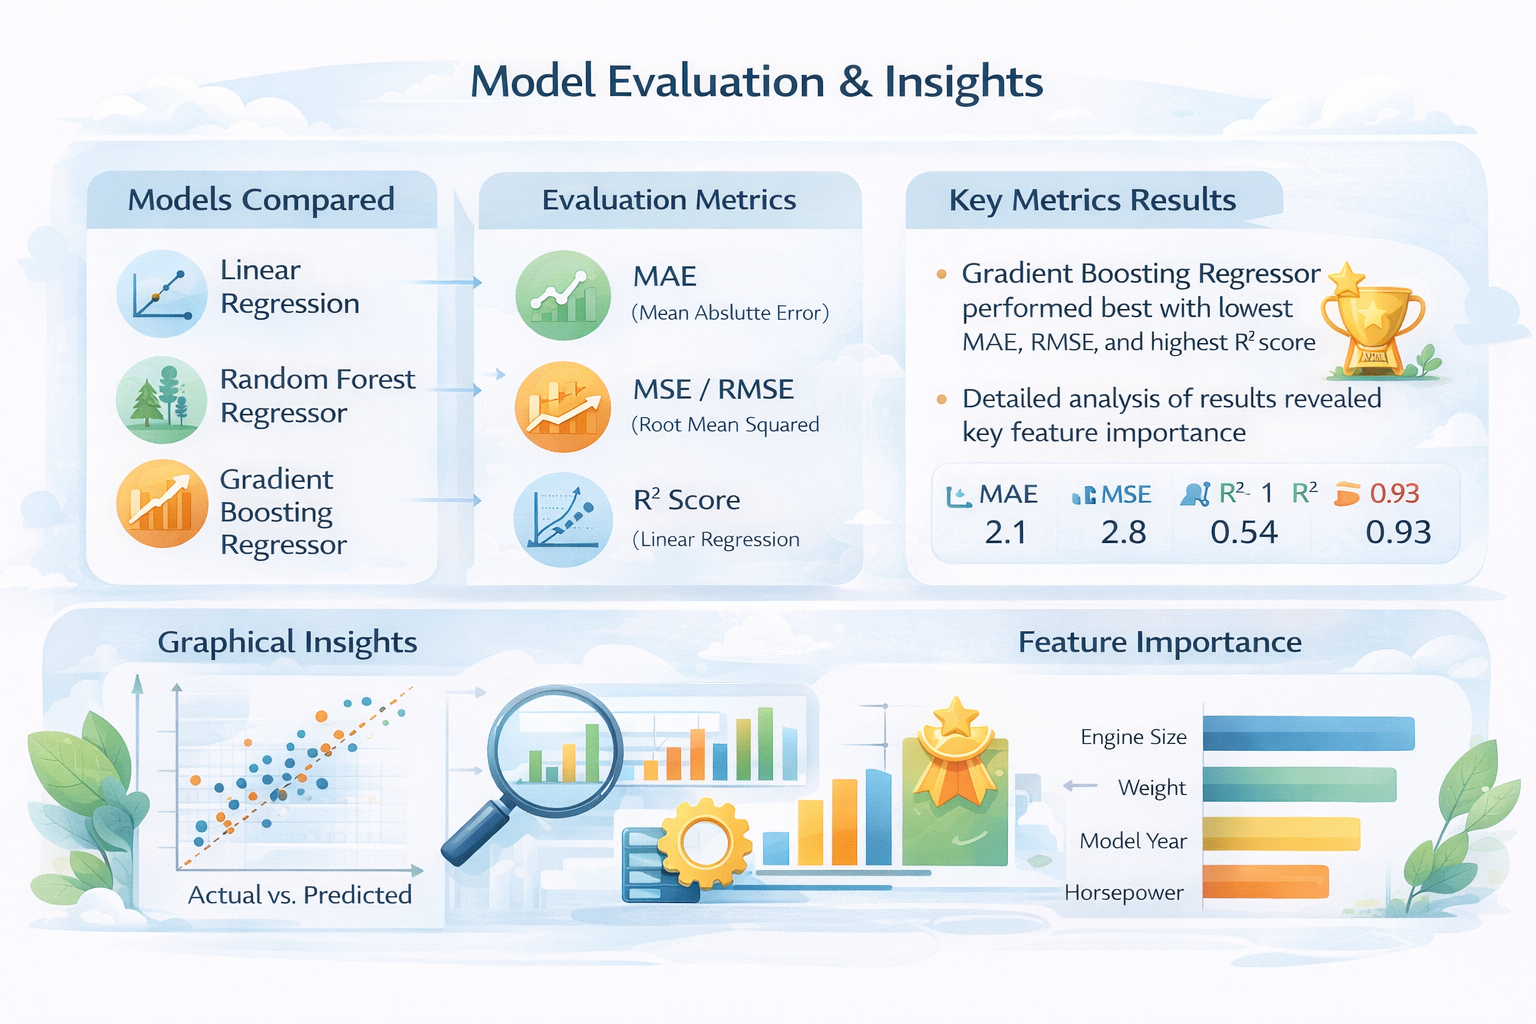 Model Evaluation & Insights
Models Compared
Linear
Regression
Random Forest
Regressor
Gradient
Boosting
Regressor
Evaluation Metrics
MAE
(Mean Abslutte Error)
MSE / RMSE
(Root Mean Squared
R² Score
(Linear Regression
Key Metrics Results
Gradient Boosting Regressor
performed best with lowest
MAE, RMSE, and highest R² score
Detailed analysis of results revealed
key feature importance
MAE MSE R²- 1 R² 0.93
2.1 2.8 0.54 0.93
Graphical Insights
Actual vs. Predicted
Feature Importance
Engine Size
Weight
Model Year
Horsepower